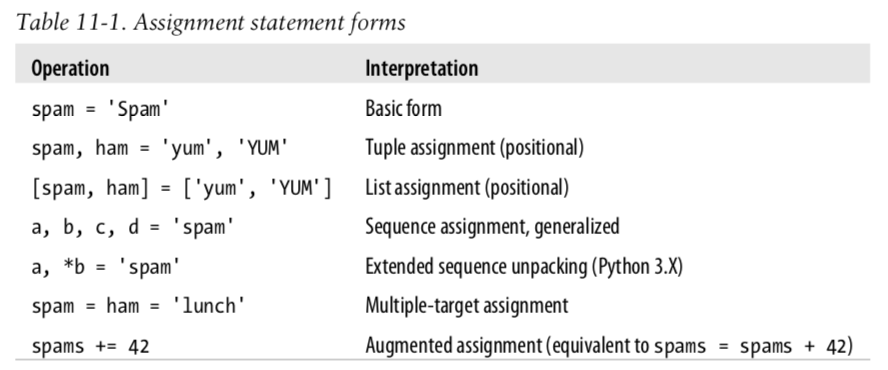 Table 11-1. Assignment statement forms
Operation Interpretation
spam = 'Spam' Basic form
spam, ham = 'yum', 'YUM' Tuple assignment (positional)
[spam, ham] = ['yum', 'YUM'] List assignment (positional)
a, b, c, d = 'spam' Sequence assignment, generalized
a, *b = 'spam' Extended sequence unpacking (Python 3.X)
spam = ham = 'lunch' Multiple-target assignment
spams += 42 Augmented assignment (equivalent to spams = spams + 42)